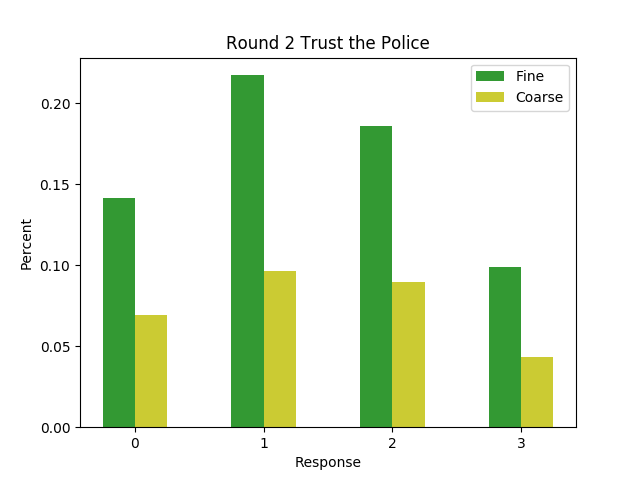 Round 2 Trust the Police
Fine
Coarse
0.20
0.15
0.10
0.05
0.00
Percent
0 1 2 3
Response